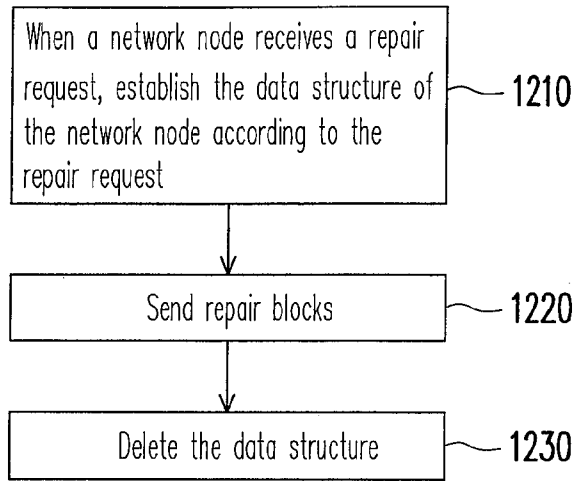 When a network node receives a repair
request, establish the data structure of
the network node according to the
repair request
1210
Send repair blocks
1220
Delete the data structure
1230